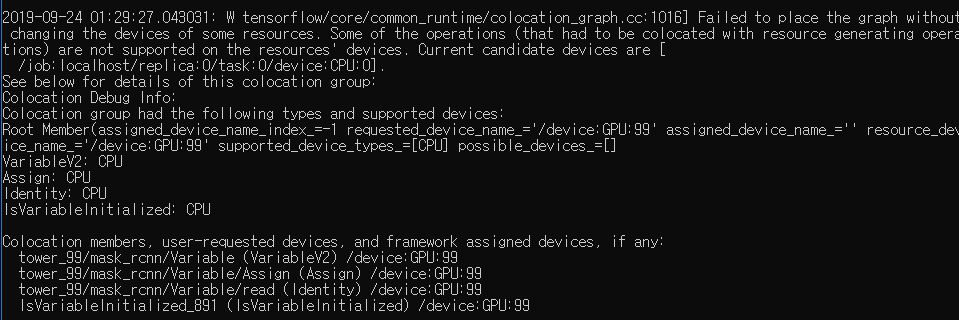 2019-09-24 01:29:27.043031: W tensorflow/core/common_runtime/colocation_graph.cc:1016] Failed to place the graph without
 changing the devices of some resources. Some of the operations (that had to be colocated with resource generating opera
tions) are not supported on the resources' devices. Current candidate devices are [
  /job:localhost/replica:0/task:0/device:CPU:0].
See below for details of this colocation group:
Colocation Debug Info:
Colocation group had the following types and supported devices:
Root Member(assigned_device_name_index_=-1 requested_device_name_='/device:GPU:99' assigned_device_name_='' resource_dev
ice_name_='/device:GPU:99' supported_device_types_=[CPU] possible_devices_=[]
VariableV2: CPU
Assign: CPU
Identity: CPU
IsVariableInitialized: CPU

Colocation members, user-requested devices, and framework assigned devices, if any:
  tower_99/mask_rcnn/Variable (VariableV2) /device:GPU:99
  tower_99/mask_rcnn/Variable/Assign (Assign) /device:GPU:99
  tower_99/mask_rcnn/Variable/read (Identity) /device:GPU:99
  IsVariableInitialized_891 (IsVariableInitialized) /device:GPU:99